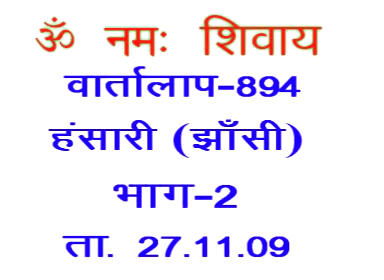 ॐ नमः शिवाय
वार्तालाप-894
हंसारी (झाँसी)
भाग-2
ता. 27.11.09